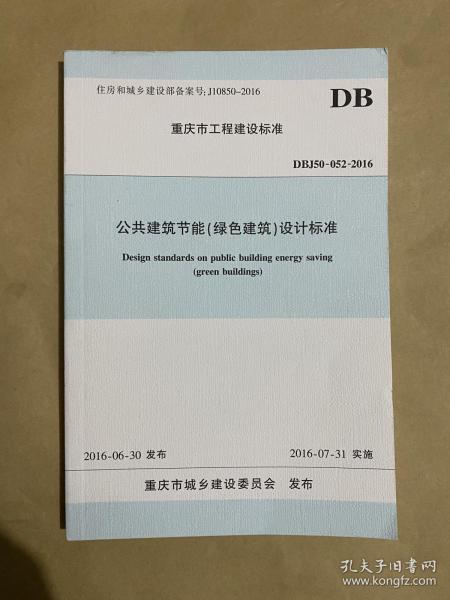 住房和城乡建设部备案号:J10850-2016
DB
重庆市工程建设标准
DBJ50-052-2016
公共建筑节能(绿色建筑)设计标准
Design standards on public building energy saving
(green buildings)
2016-06-30 发布
2016-07-31 实施
重庆市城乡建设委员会 发布
孔夫子旧书网
www.kongfz.com